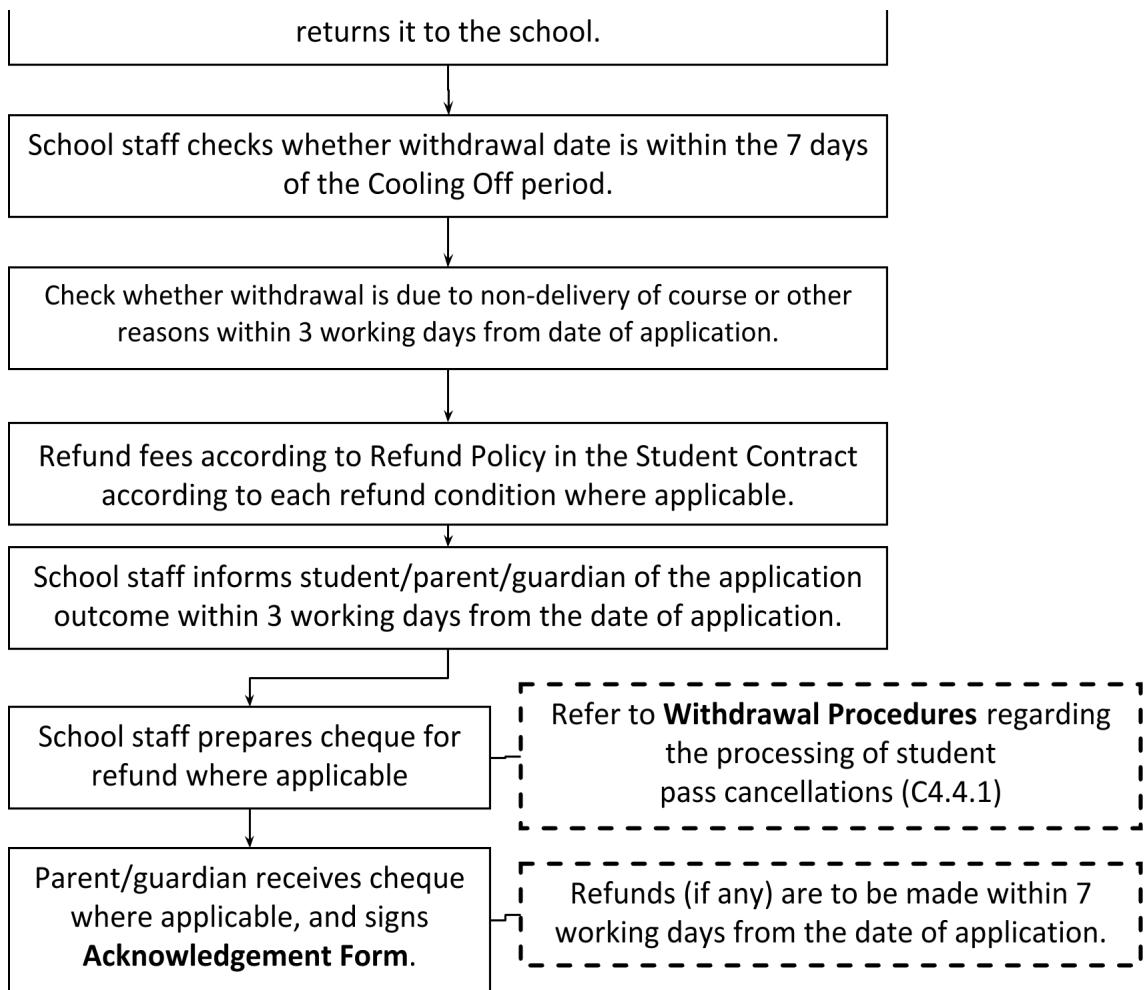 returns it to the school.
School staff checks whether withdrawal date is within the 7 days
of the Cooling Off period.
Check whether withdrawal is due to non-delivery of course or other
reasons within 3 working days from date of application.
Refund fees according to Refund Policy in the Student Contract
according to each refund condition where applicable.
School staff informs student/parent/guardian of the application
outcome within 3 working days from the date of application.
School staff prepares cheque for
refund where applicable
Refer to Withdrawal Procedures regarding
the processing of student
pass cancellations (C4.4.1)
Parent/guardian receives cheque
where applicable, and signs
Acknowledgement Form.
Refunds (if any) are to be made within 7
working days from the date of application.